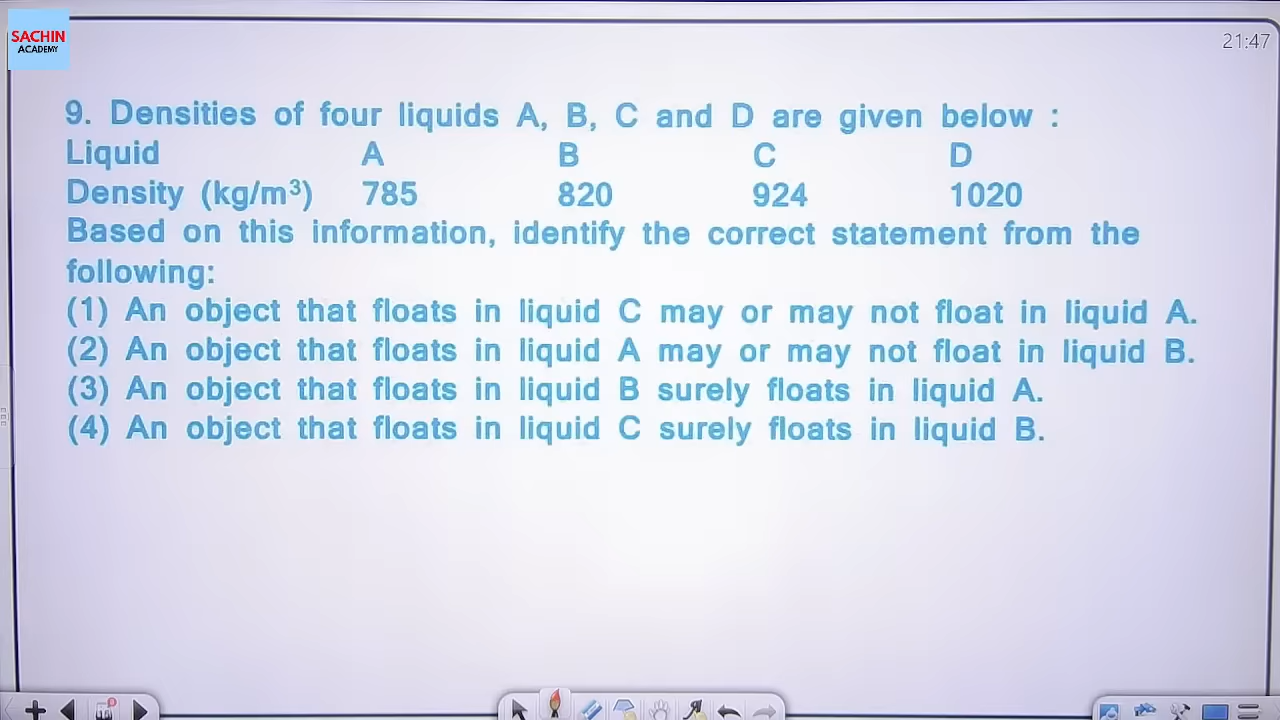 SACHIN
ACADEMY
21:47
9. Densities of four liquids A, B, C and D are given below :
Liquid A B C D
Density (kg/m³) 785 820 924 1020
Based on this information, identify the correct statement from the
following:
(1) An object that floats in liquid C may or may not float in liquid A.
(2) An object that floats in liquid A may or may not float in liquid B.
(3) An object that floats in liquid B surely floats in liquid A.
(4) An object that floats in liquid C surely floats in liquid B.